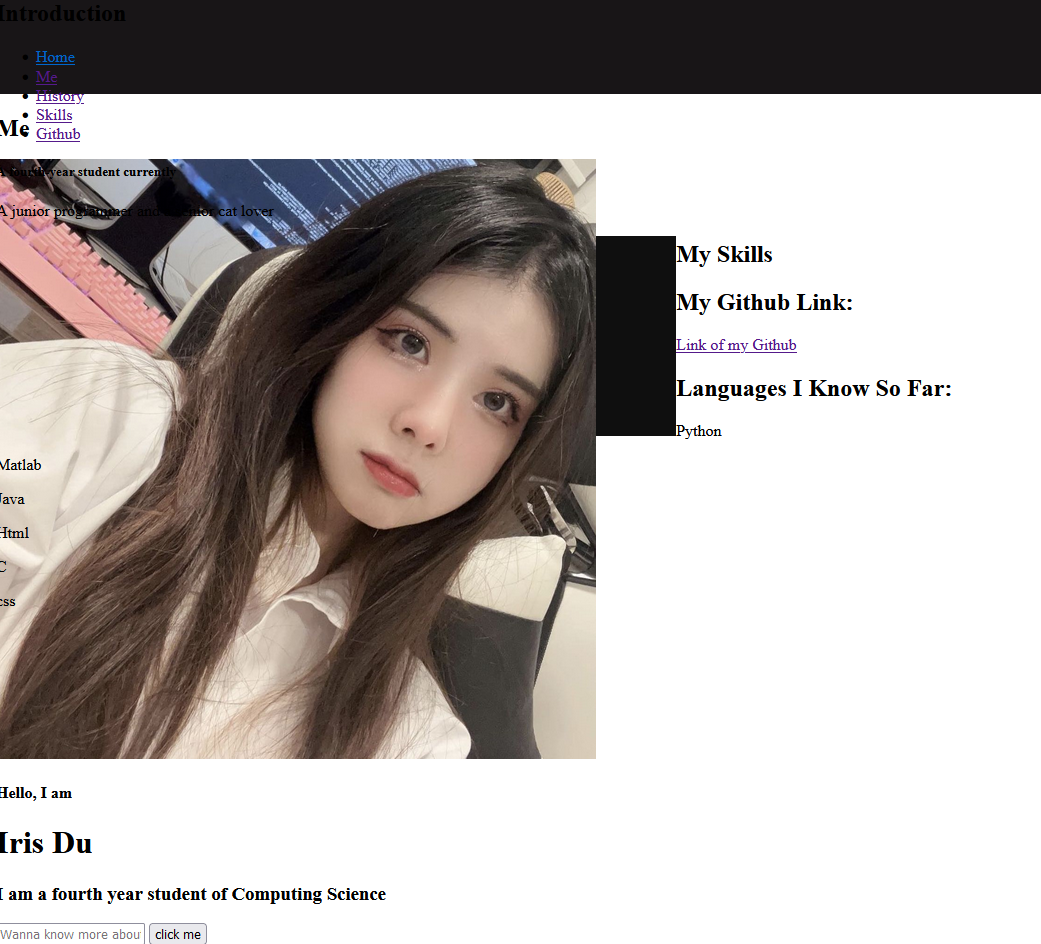 Introduction
Home
Me
History
Skills
Github
Me
A fourth-year student currently
A junior programmer and a senior cat lover
My Skills
My Github Link:
Link of my Github
Languages I Know So Far:
Python
Matlab
Java
Html
C
css
Hello, I am
Iris Du
I am a fourth year student of Computing Science
Wanna know more abou
click me